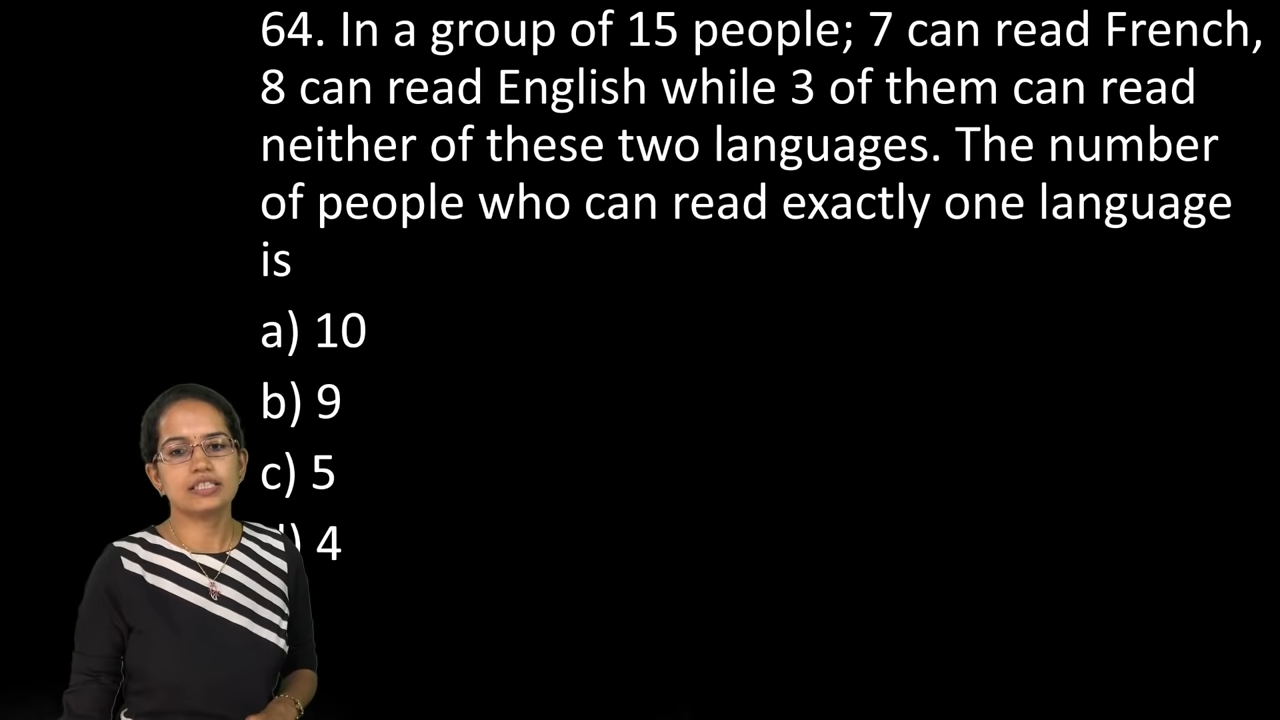 64. In a group of 15 people; 7 can read French,
8 can read English while 3 of them can read
neither of these two languages. The number
of people who can read exactly one language
is
a) 10
b) 9
c) 5
) 4